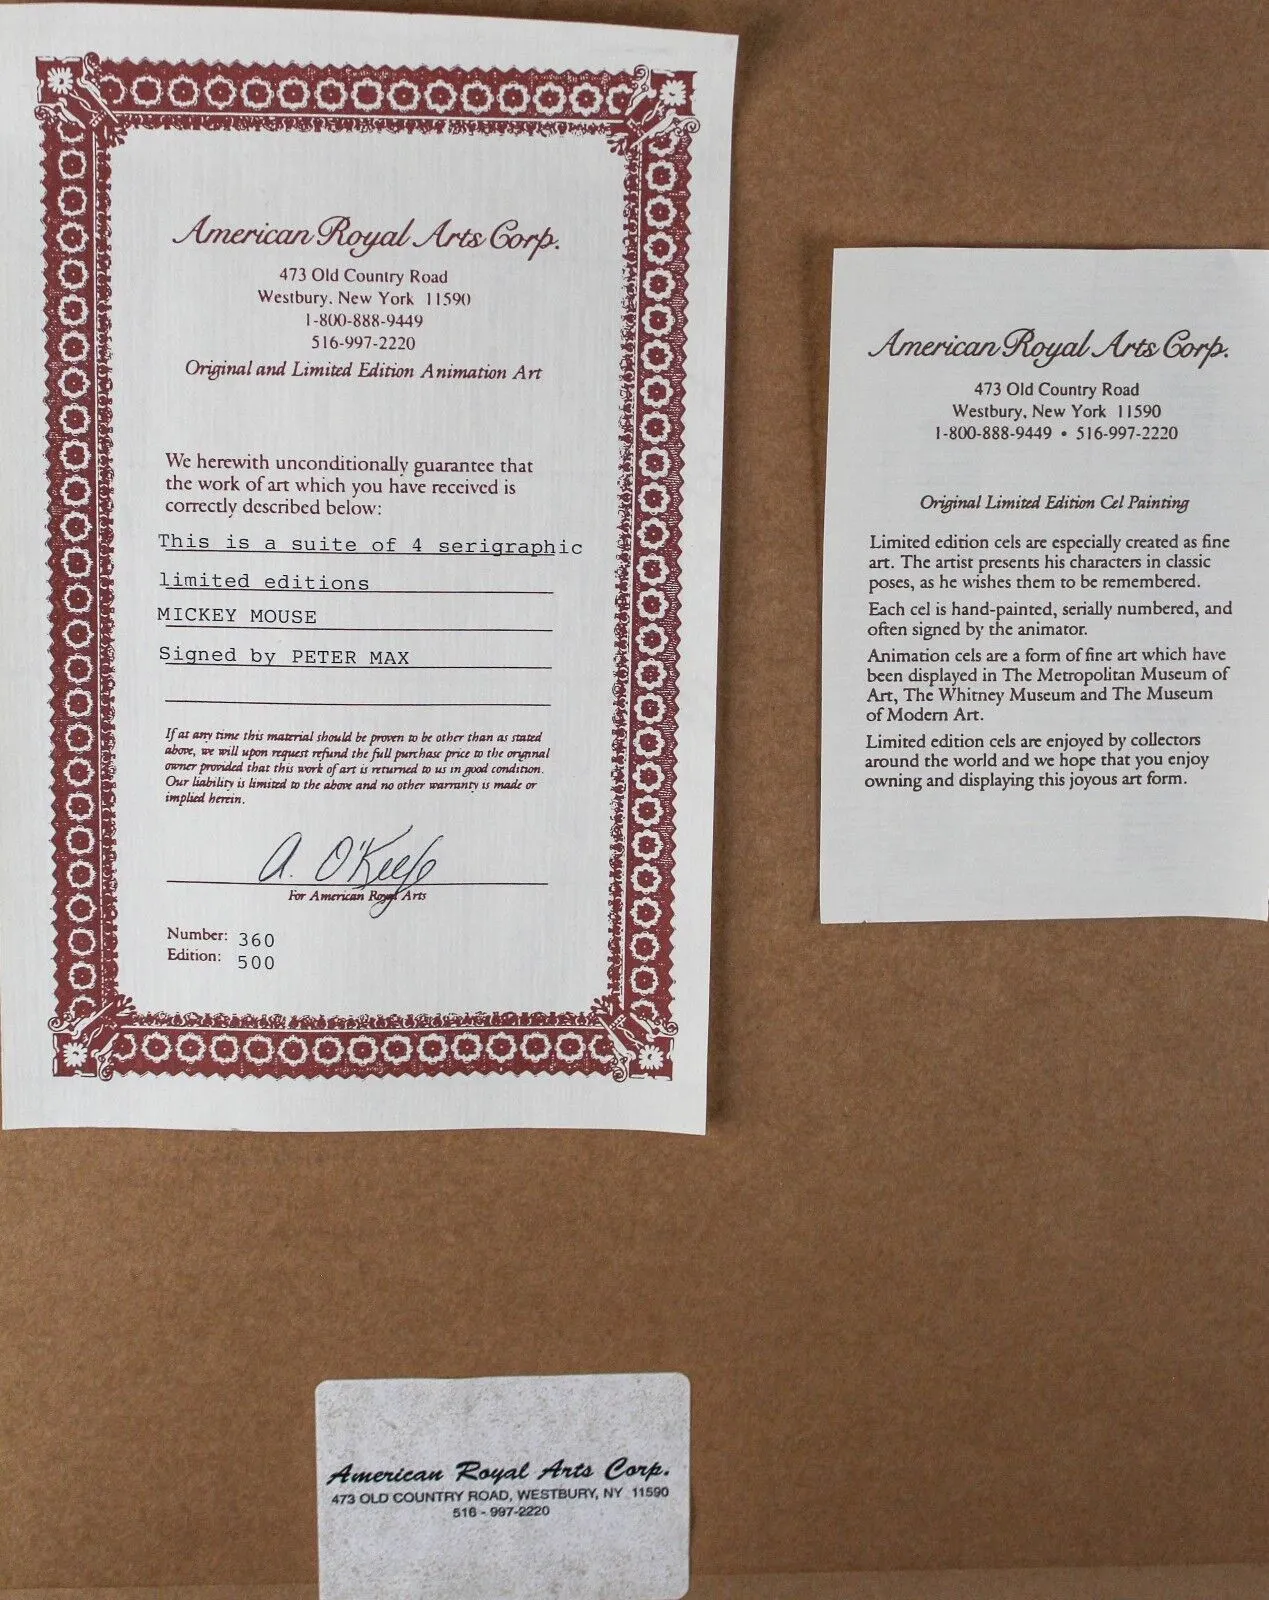 American Royal Arts Corp.
473 Old Country Road
Westbury, New York 11590
1-800-888-9449
516-997-2220
Original and Limited Edition Animation Art
We herewith unconditionally guarantee that
the work of art which you have received is
correctly described below:
This is a suite of 4 serigraphic
limited editions
MICKEY MOUSE
Signed by PETER MAX
If at any time this material should be proven to be other than as stated
above, we will upon request refund the full purchase price to the original
owner provided that this work of art is returned to us in good condition.
Our liability is limited to the above and no other warranty is made or
implied herein.
A. O'Keefe
For American Royal Arts
Number: 360
Edition: 500
American Royal Arts Corp.
473 Old Country Road
Westbury, New York 11590
1-800-888-9449 • 516-997-2220
Original Limited Edition Cel Painting
Limited edition cels are especially created as fine
art. The artist presents his characters in classic
poses, as he wishes them to be remembered.
Each cel is hand-painted, serially numbered, and
often signed by the animator.
Animation cels are a form of fine art which have
been displayed in The Metropolitan Museum of
Art, The Whitney Museum and The Museum
of Modern Art.
Limited edition cels are enjoyed by collectors
around the world and we hope that you enjoy
owning and displaying this joyous art form.
American Royal Arts Corp.
473 OLD COUNTRY ROAD, WESTBURY, NY 11590
516 - 997-2220